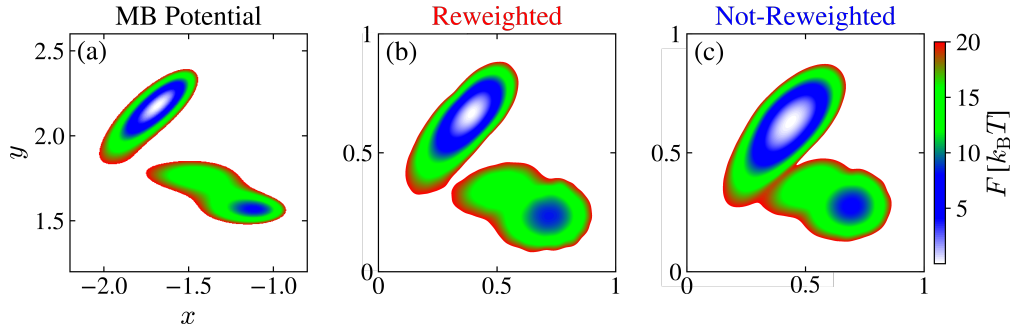 MB Potential
Reweighted
Not-Reweighted
(a)
(b)
(c)
2.5
2.0
1.5
y
−2.0
−1.5
−1.0
x
1
0.5
0
0
0.5
1
1
0.5
0
0
0.5
1
20
15
10
5
F [k_BT]